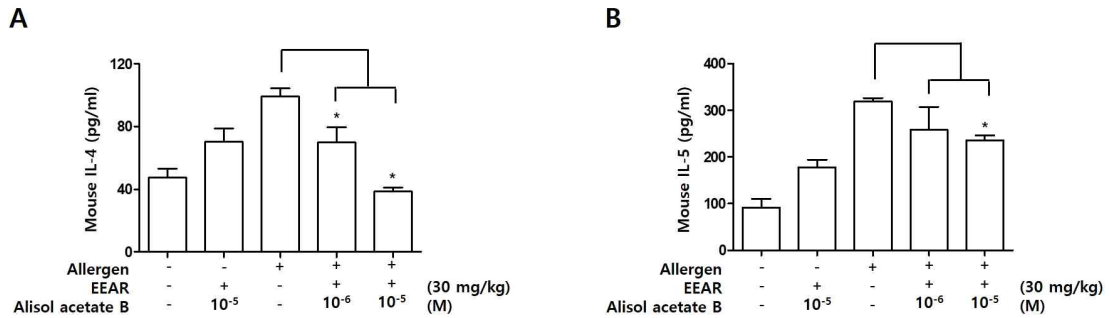 A
Mouse IL-4 (pg/ml)
120
80
40
0
*
*
Allergen - - + + +
EEAR - - - + + (30 mg/kg)
Alisol acetate B - 10⁻⁵ - 10⁻⁶ 10⁻⁵ (M)
B
Mouse IL-5 (pg/ml)
400
300
200
100
0
*
Allergen - - + + +
EEAR - + - + + (30 mg/kg)
Alisol acetate B - 10⁻⁵ - 10⁻⁶ 10⁻⁵ (M)